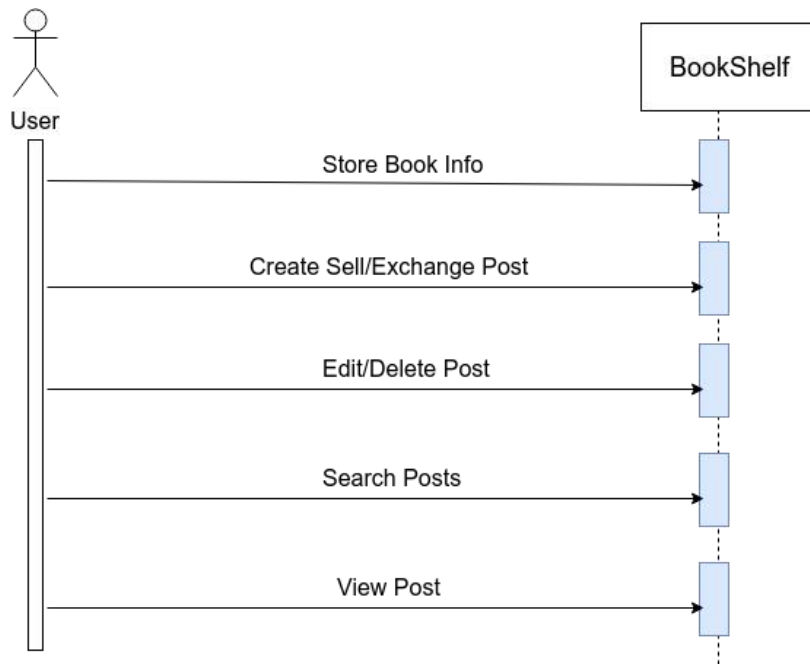 User
BookShelf
Store Book Info
Create Sell/Exchange Post
Edit/Delete Post
Search Posts
View Post